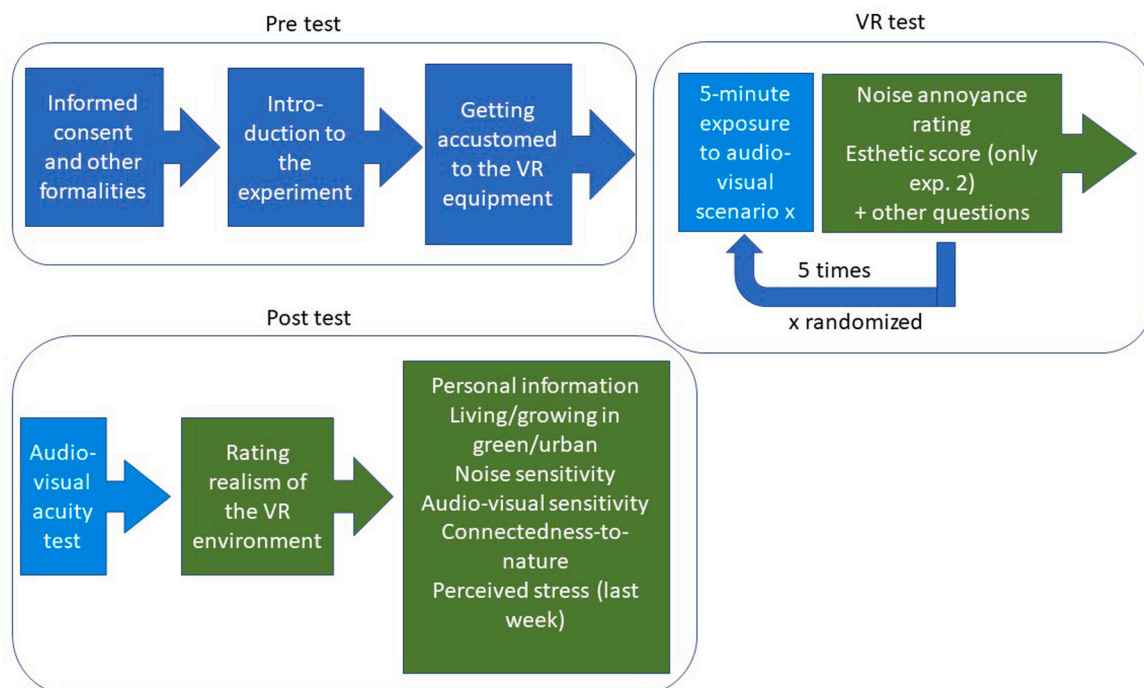 Pre test
Informed
consent
and other
formalities
Intro-
duction to
the
experiment
Getting
accustomed
to the VR
equipment
VR test
5-minute
exposure
to audio-
visual
scenario x
Noise annoyance
rating
Esthetic score (only
exp. 2)
+ other questions
5 times
x randomized
Post test
Audio-
visual
acuity
test
Rating
realism of
the VR
environment
Personal information
Living/growing in
green/urban
Noise sensitivity
Audio-visual sensitivity
Connectedness-to-
nature
Perceived stress (last
week)